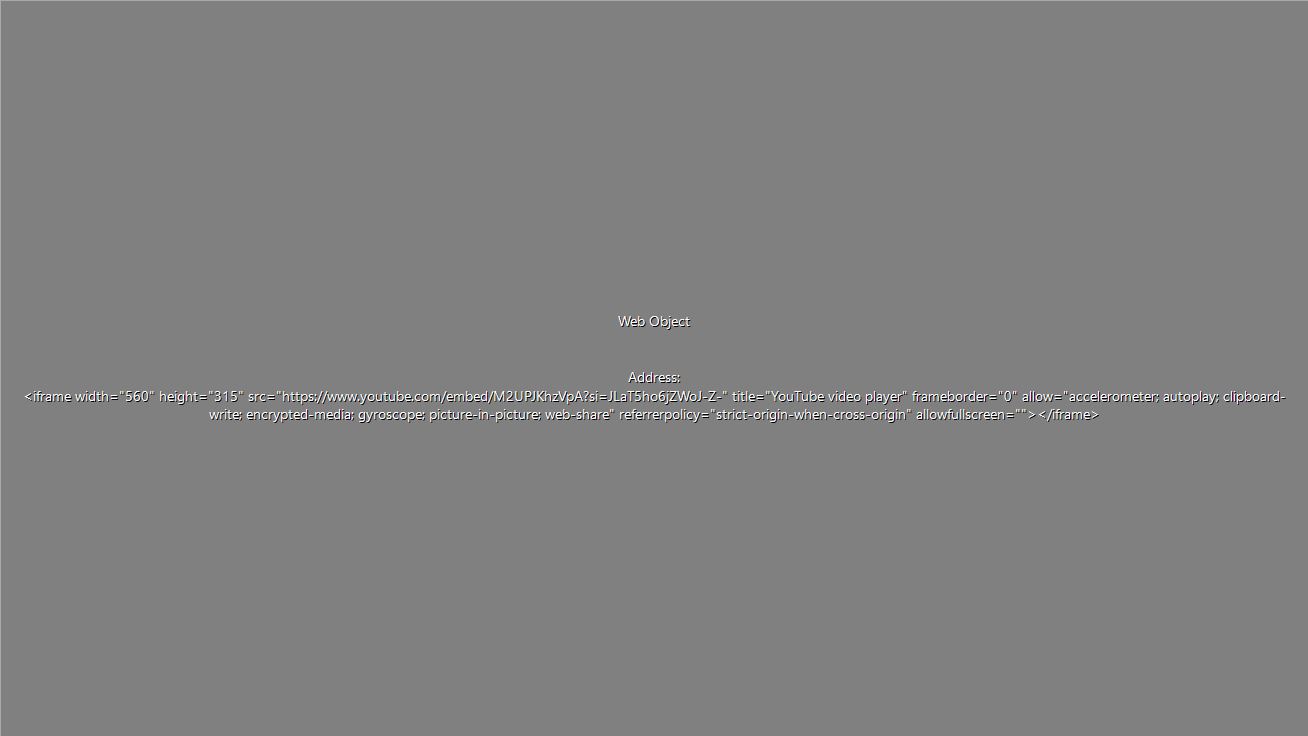 Web Object
Address:
<iframe width="560" height="315" src="https://www.youtube.com/embed/M2UPJKhzVpA?si=JLaT5ho6jZWoJ-Z-" title="YouTube video player" frameborder="0" allow="accelerometer; autoplay; clipboard-
write; encrypted-media; gyroscope; picture-in-picture; web-share" referrerpolicy="strict-origin-when-cross-origin" allowfullscreen=""></iframe>